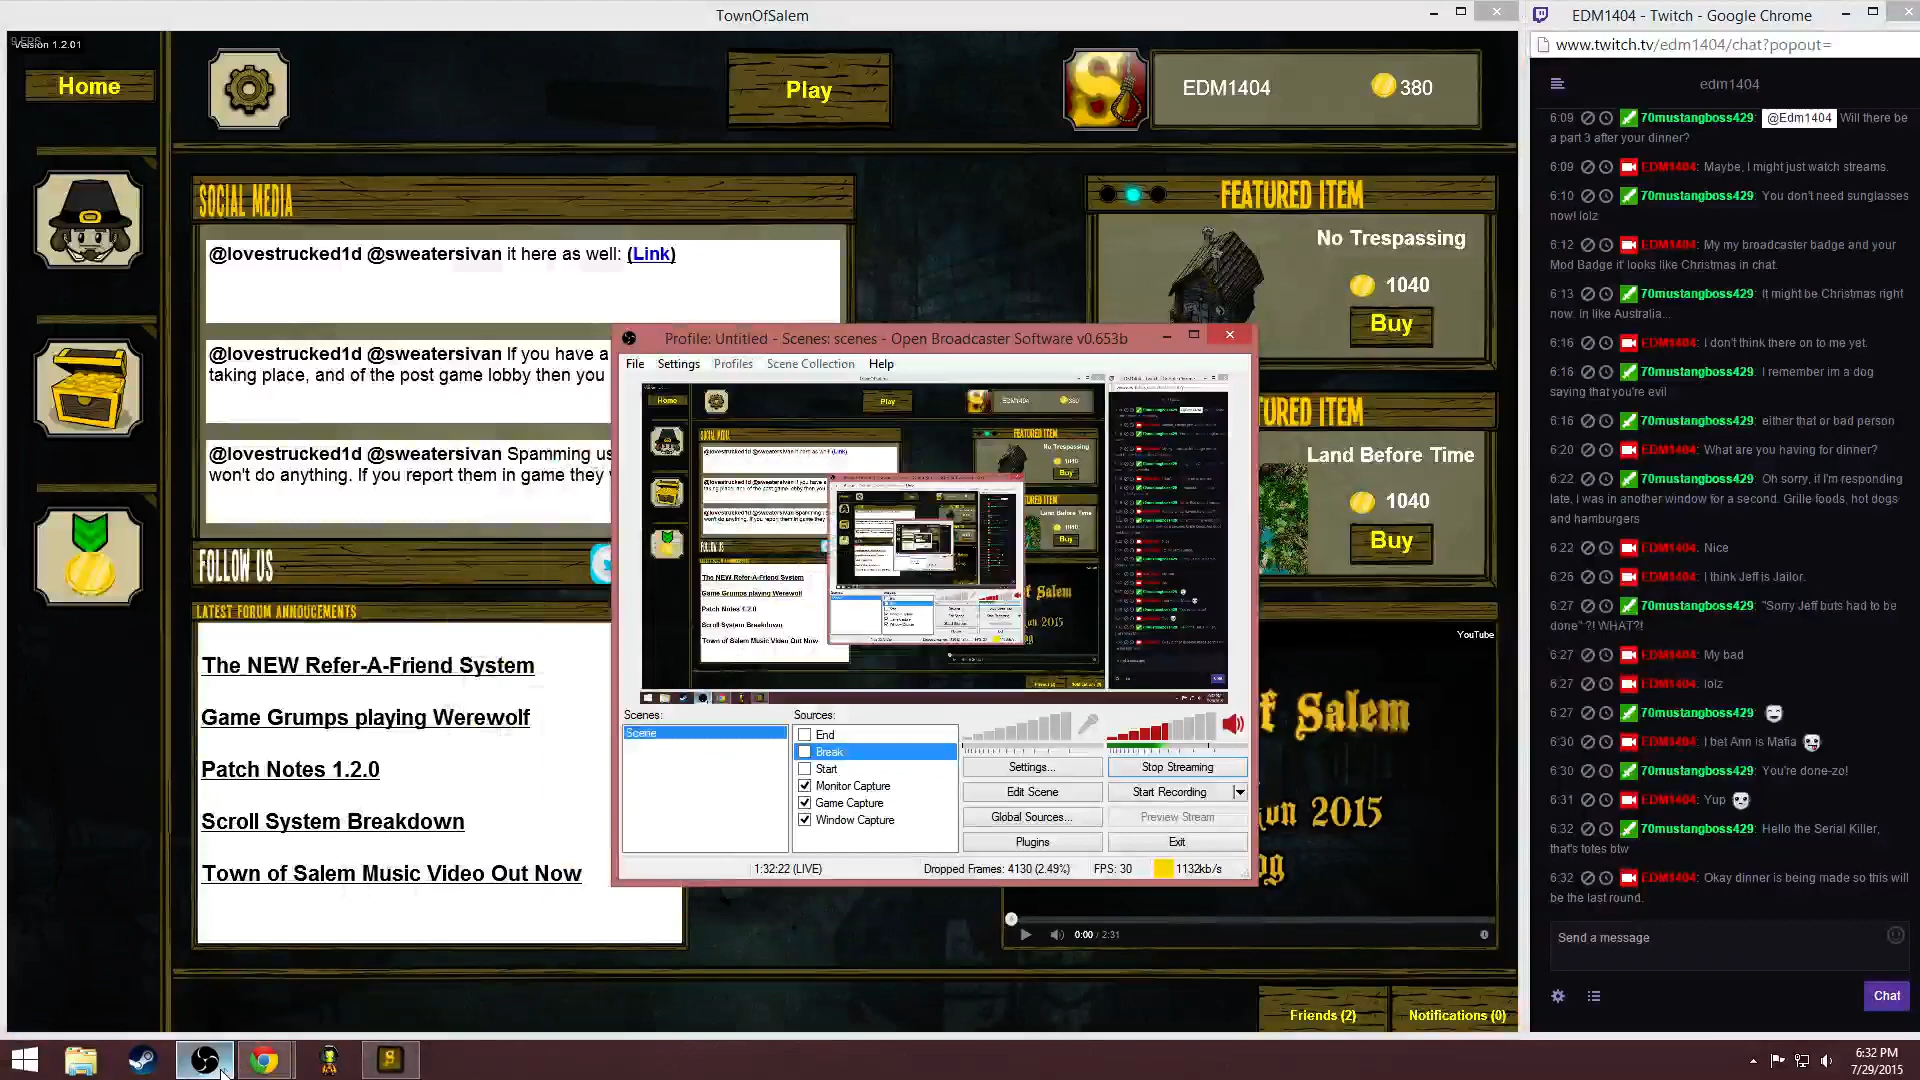 TownOfSalem
Version 1.2.01
Home
Play
EDM1404
380
SOCIAL MEDIA
@lovestrucked1d @sweatersivan it here as well: (Link)
@lovestrucked1d @sweatersivan If you have a
taking place, and of the post game lobby then you
@lovestrucked1d @sweatersivan Spamming us
won't do anything. If you report them in game they
FOLLOW US
LATEST FORUM ANNOUCEMENTS
The NEW Refer-A-Friend System
Game Grumps playing Werewolf
Patch Notes 1.2.0
Scroll System Breakdown
Town of Salem Music Video Out Now
FEATURED ITEM
No Trespassing
1040
Buy
Land Before Time
1040
Buy
YouTube
Salem
2015
0:00 / 2:31
Friends (2)
Notifications (0)
Profile: Untitled - Scenes: scenes - Open Broadcaster Software v0.653b
File Settings Profiles Scene Collection Help
Scenes:
Scene
Sources:
End
Break
Start
Monitor Capture
Game Capture
Window Capture
Settings...
Edit Scene
Global Sources...
Plugins
Stop Streaming
Start Recording
Preview Stream
Exit
1:32:22 (LIVE)
Dropped Frames: 4130 (2.49%)
FPS: 30
1132kb/s
EDM1404 - Twitch - Google Chrome
www.twitch.tv/edm1404/chat?popout=
edm1404
6:09 70mustangboss429: @Edm1404 Will there be
a part 3 after your dinner?
6:09 EDM1404: Maybe, I might just watch streams.
6:10 70mustangboss429: You don't need sunglasses
now! lolz
6:12 EDM1404: My my broadcaster badge and your
Mod Badge it' looks like Christmas in chat.
6:13 70mustangboss429: It might be Christmas right
now. In like Australia...
6:16 EDM1404: I don't think there on to me yet.
6:16 70mustangboss429: I remember im a dog
saying that you're evil
6:16 70mustangboss429: either that or bad person
6:20 EDM1404: What are you having for dinner?
6:22 70mustangboss429: Oh sorry, if I'm responding
late, I was in another window for a second. Grille foods, hot dogs
and hamburgers
6:22 EDM1404: Nice
6:26 EDM1404: I think Jeff is Jailor.
6:27 70mustangboss429: "Sorry Jeff buts had to be
done" ?! WHAT?!
6:27 EDM1404: My bad
6:27 EDM1404: lolz
6:27 70mustangboss429:
6:30 EDM1404: I bet Ann is Mafia
6:30 70mustangboss429: You're done-zo!
6:31 EDM1404: Yup
6:32 70mustangboss429: Hello the Serial Killer,
that's totes btw
6:32 EDM1404: Okay dinner is being made so this will
be the last round.
Send a message
Chat
6:32 PM
7/29/2015